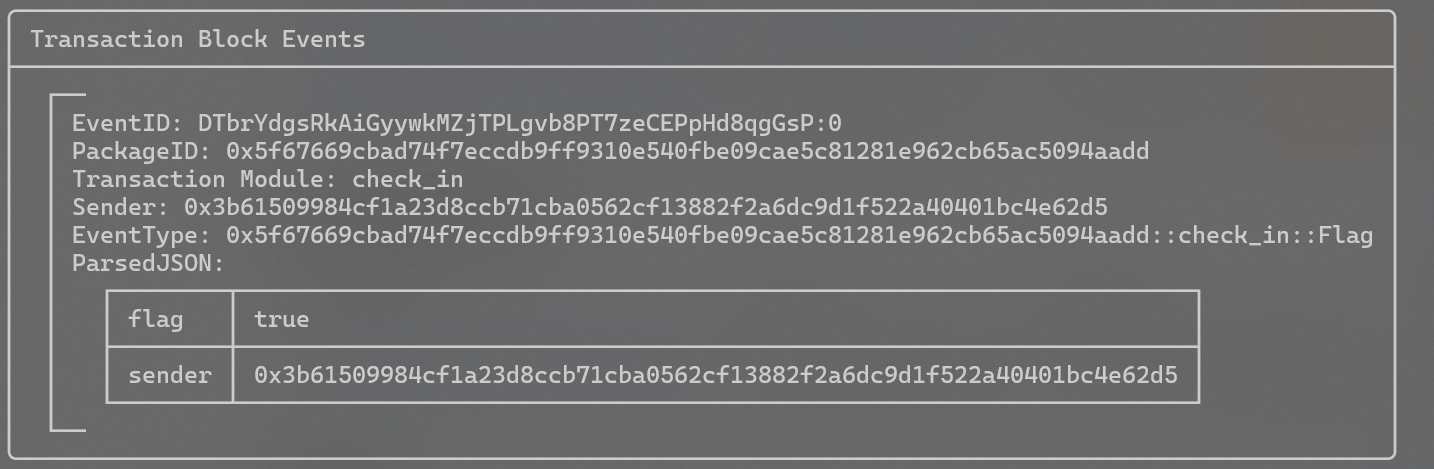 Transaction Block Events
EventID: DTbrYdgsRkAiGyywkMZjTPLgvb8PT7zeCEPpHd8qgGsP:0
PackageID: 0x5f67669cbad74f7eccdb9ff9310e540fbe09cae5c81281e962cb65ac5094aadd
Transaction Module: check_in
Sender: 0x3b61509984cf1a23d8ccb71cba0562cf13882f2a6dc9d1f522a40401bc4e62d5
EventType: 0x5f67669cbad74f7eccdb9ff9310e540fbe09cae5c81281e962cb65ac5094aadd::check_in::Flag
ParsedJSON:
flag true
sender 0x3b61509984cf1a23d8ccb71cba0562cf13882f2a6dc9d1f522a40401bc4e62d5